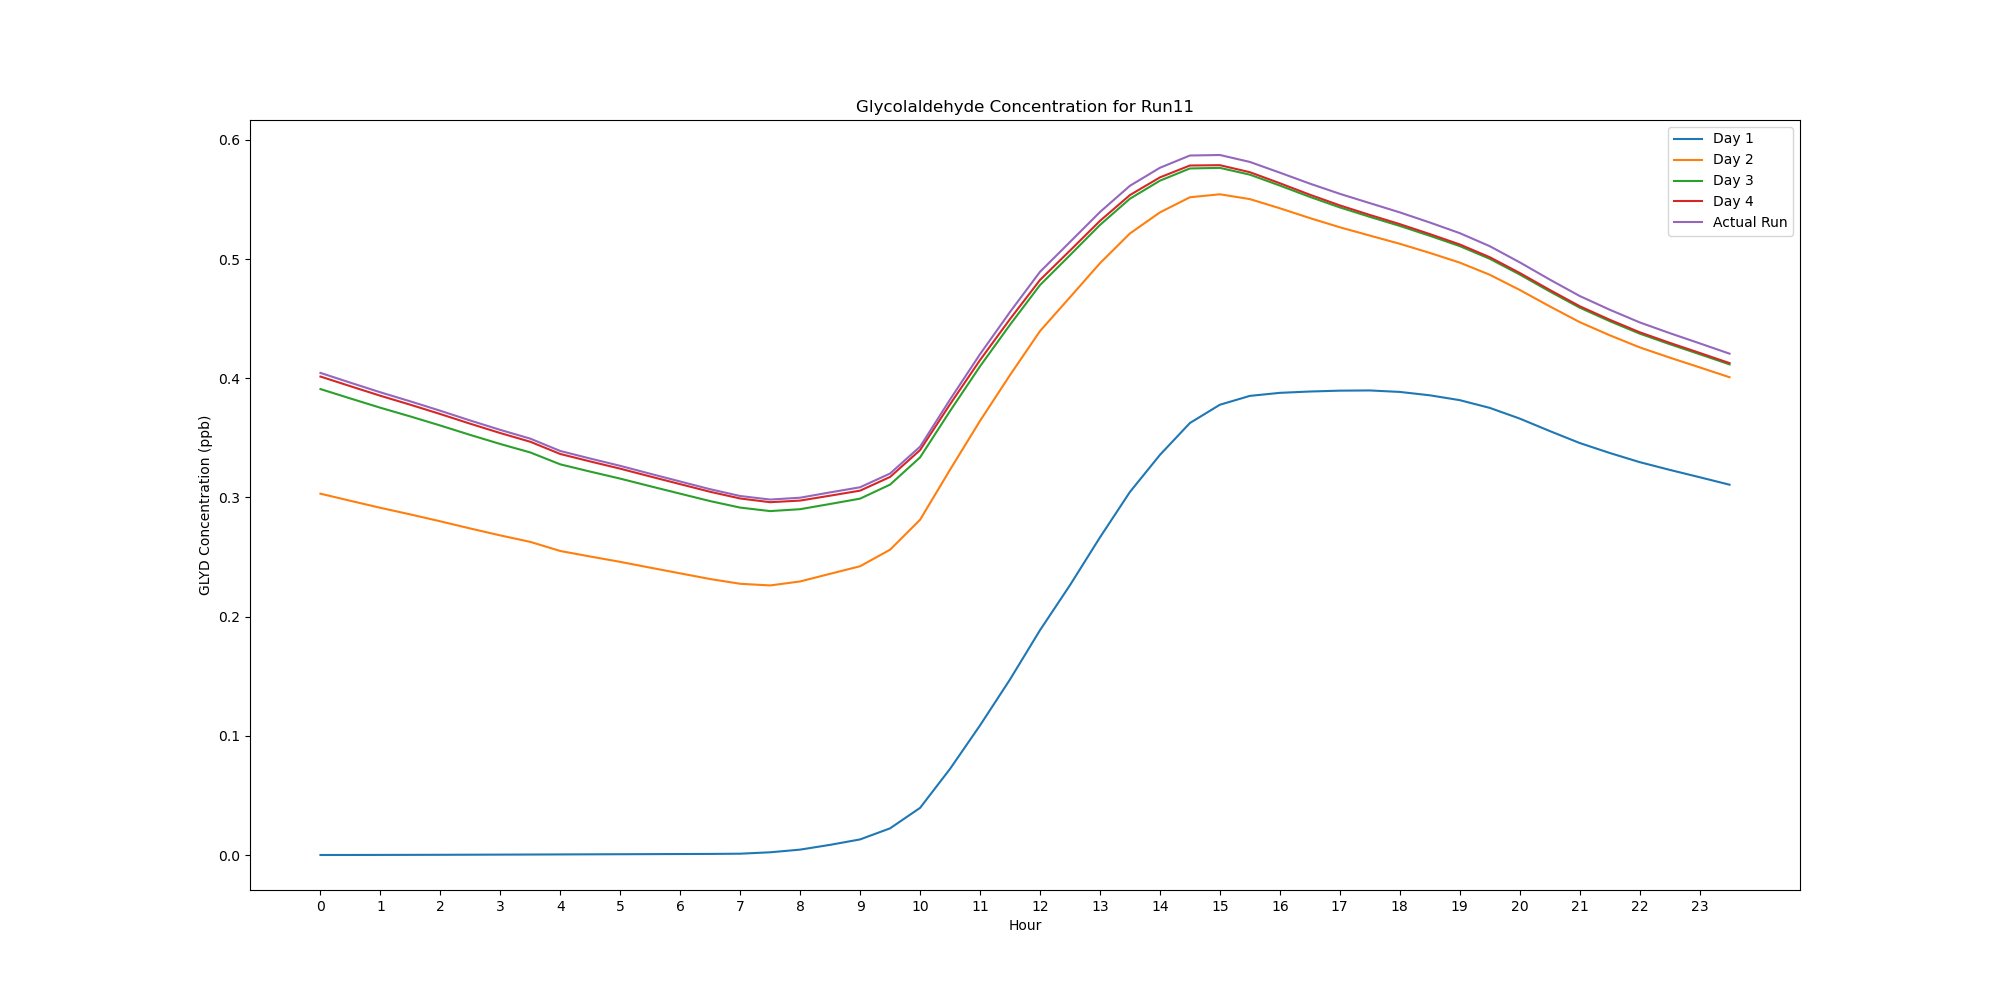 Glycolaldehyde Concentration for Run11
Day 1
Day 2
Day 3
Day 4
Actual Run
GLYD Concentration (ppb)
0.6
0.5
0.4
0.3
0.2
0.1
0.0
0 1 2 3 4 5 6 7 8 9 10 11 12 13 14 15 16 17 18 19 20 21 22 23
Hour